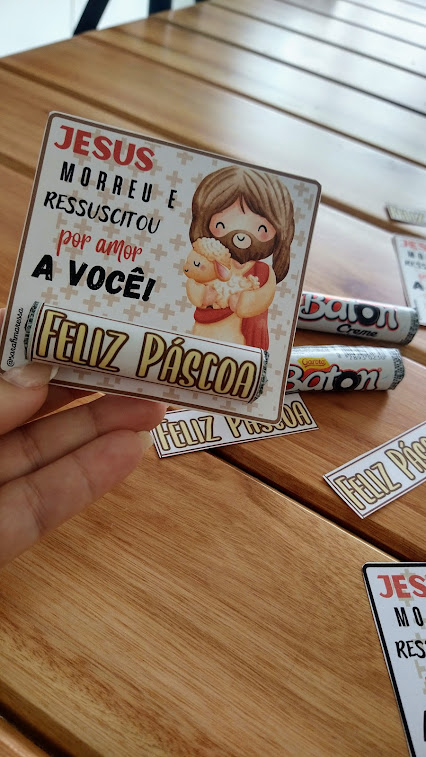 JESUS
MORREU E
RESSUSCITOU
por amor
A VOCÊ!
FELIZ PÁSCOA
Baton
Creme
Garoto
Baton
FELIZ PÁSCOA
FELIZ PÁSC
JES
MO
RES